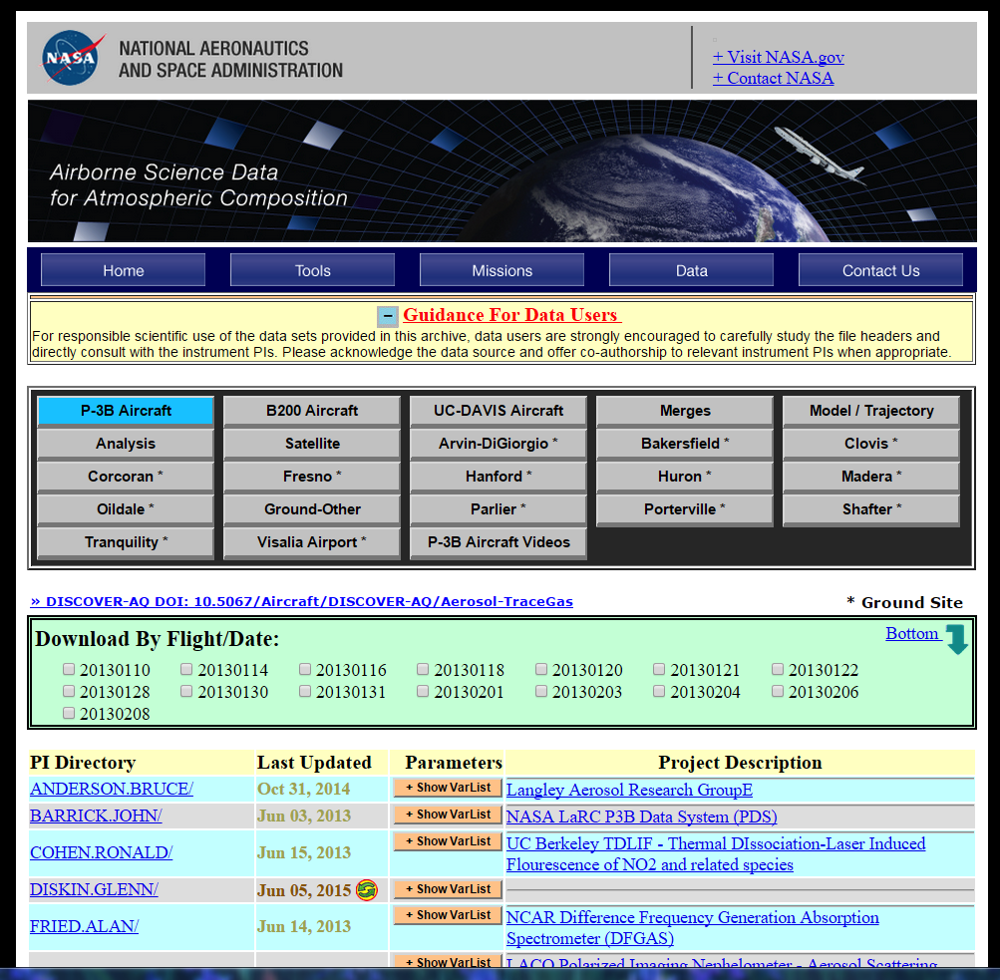 NASA
NATIONAL AERONAUTICS
AND SPACE ADMINISTRATION
+ Visit NASA.gov
+ Contact NASA
Airborne Science Data
for Atmospheric Composition
Home Tools Missions Data Contact Us
− Guidance For Data Users
For responsible scientific use of the data sets provided in this archive, data users are strongly encouraged to carefully study the file headers and
directly consult with the instrument PIs. Please acknowledge the data source and offer co-authorship to relevant instrument PIs when appropriate.
P-3B Aircraft B200 Aircraft UC-DAVIS Aircraft Merges Model / Trajectory
Analysis Satellite Arvin-DiGiorgio * Bakersfield * Clovis *
Corcoran * Fresno * Hanford * Huron * Madera *
Oildale * Ground-Other Parlier * Porterville * Shafter *
Tranquility * Visalia Airport * P-3B Aircraft Videos
» DISCOVER-AQ DOI: 10.5067/Aircraft/DISCOVER-AQ/Aerosol-TraceGas * Ground Site
Download By Flight/Date: Bottom
20130110 20130114 20130116 20130118 20130120 20130121 20130122
20130128 20130130 20130131 20130201 20130203 20130204 20130206
20130208
PI Directory Last Updated Parameters Project Description
ANDERSON.BRUCE/ Oct 31, 2014 + Show VarList Langley Aerosol Research GroupE
BARRICK.JOHN/ Jun 03, 2013 + Show VarList NASA LaRC P3B Data System (PDS)
COHEN.RONALD/ Jun 15, 2013 + Show VarList UC Berkeley TDLIF - Thermal DIssociation-Laser Induced
Flourescence of NO2 and related species
DISKIN.GLENN/ Jun 05, 2015 + Show VarList
FRIED.ALAN/ Jun 14, 2013 + Show VarList NCAR Difference Frequency Generation Absorption
Spectrometer (DFGAS)
+ Show VarList LACO Polarized Imaging Nephelometer - Aerosol Scattering